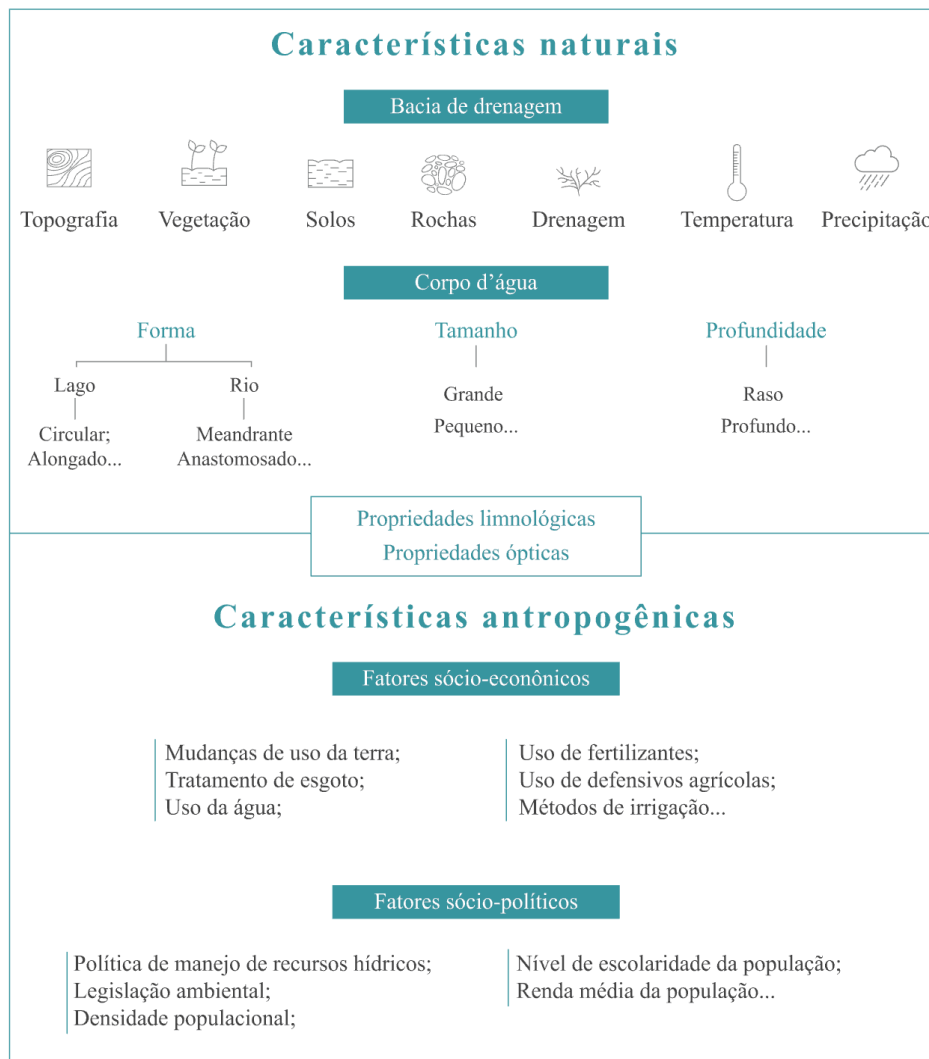 Características naturais
Bacia de drenagem
Topografia
Vegetação
Solos
Rochas
Drenagem
Temperatura
Precipitação
Corpo d’água
Forma
Tamanho
Profundidade
Lago
Rio
Grande
Raso
Circular;
Meandrante
Pequeno...
Profundo...
Alongado...
Anastomosado...
Propriedades limnológicas
Propriedades ópticas
Características antropogênicas
Fatores sócio-econônicos
Mudanças de uso da terra;
Tratamento de esgoto;
Uso da água;
Uso de fertilizantes;
Uso de defensivos agrícolas;
Métodos de irrigação...
Fatores sócio-políticos
Política de manejo de recursos hídricos;
Legislação ambiental;
Densidade populacional;
Nível de escolaridade da população;
Renda média da população...